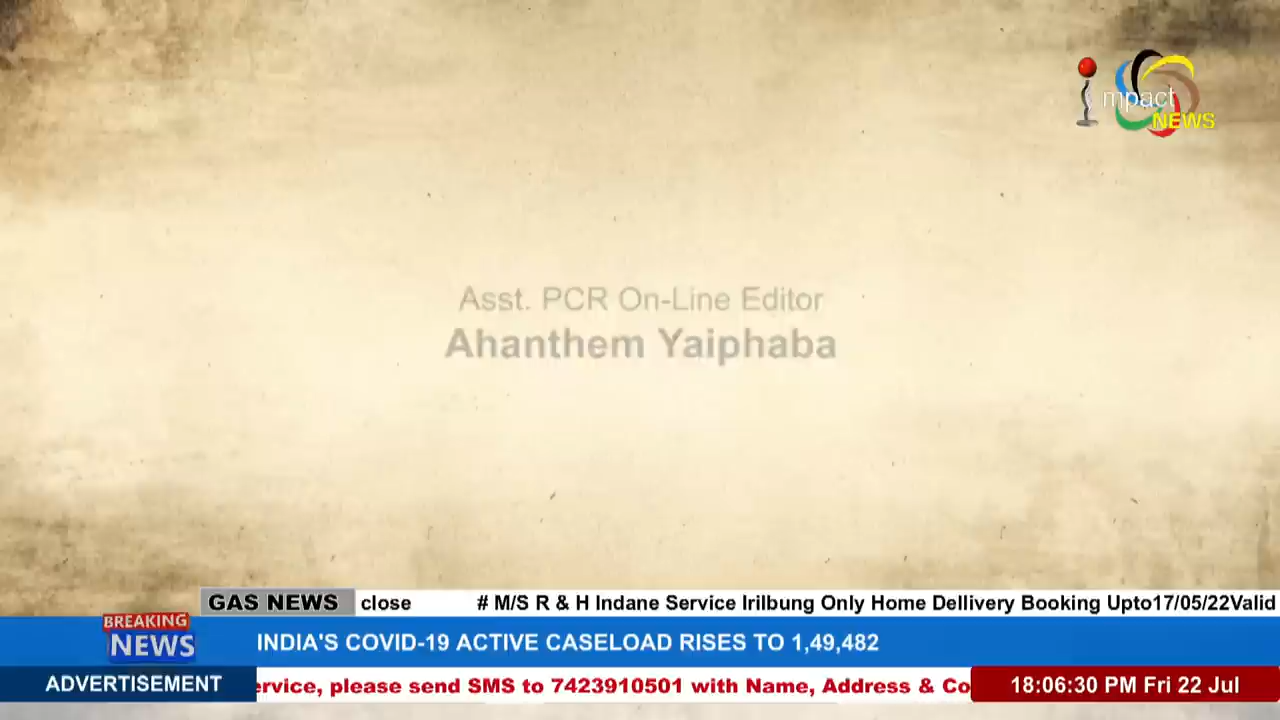 impact
NEWS
Asst. PCR On-Line Editor
Ahanthem Yaiphaba
GAS NEWS close # M/S R & H Indane Service Irilbung Only Home Dellivery Booking Upto17/05/22Valid
BREAKING
NEWS
INDIA'S COVID-19 ACTIVE CASELOAD RISES TO 1,49,482
ADVERTISEMENT ervice, please send SMS to 7423910501 with Name, Address & Co 18:06:30 PM Fri 22 Jul